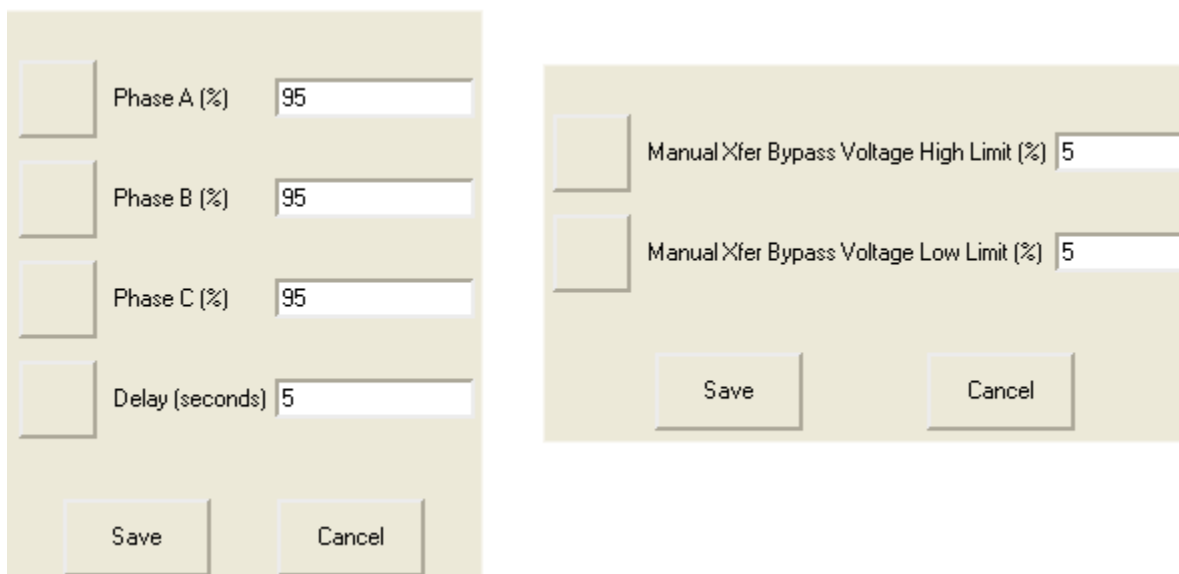 Phase A (%) 95
Phase B (%) 95
Phase C (%) 95
Delay (seconds) 5
Save Cancel
Manual Xfer Bypass Voltage High Limit (%) 5
Manual Xfer Bypass Voltage Low Limit (%) 5
Save Cancel